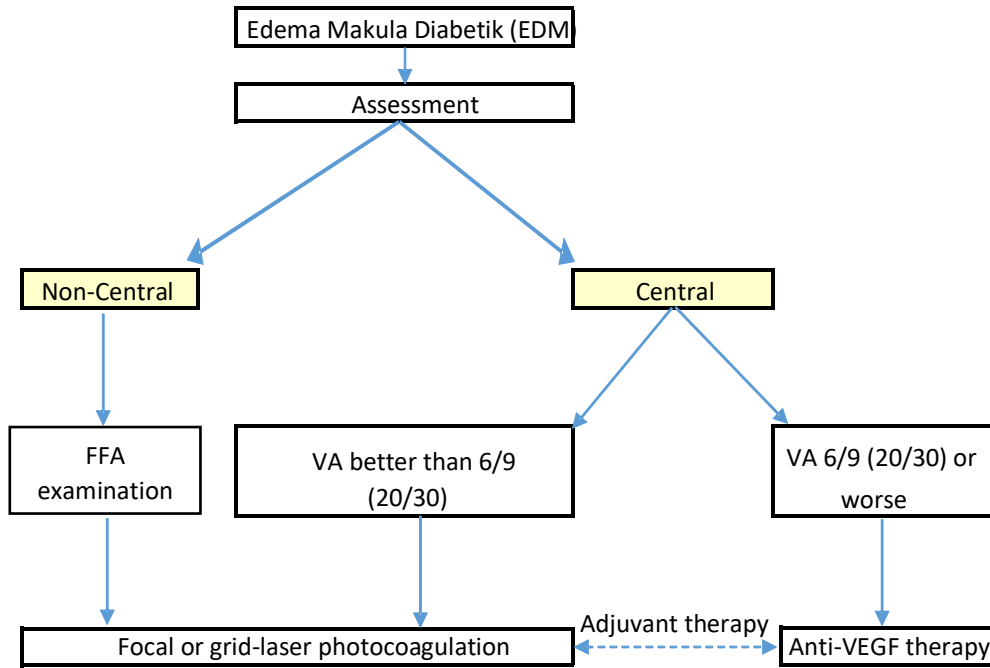 Edema Makula Diabetik (EDM)
Assessment
Non-Central
Central
FFA
examination
VA better than 6/9
(20/30)
VA 6/9 (20/30) or
worse
Adjuvant therapy
Focal or grid-laser photocoagulation
Anti-VEGF therapy